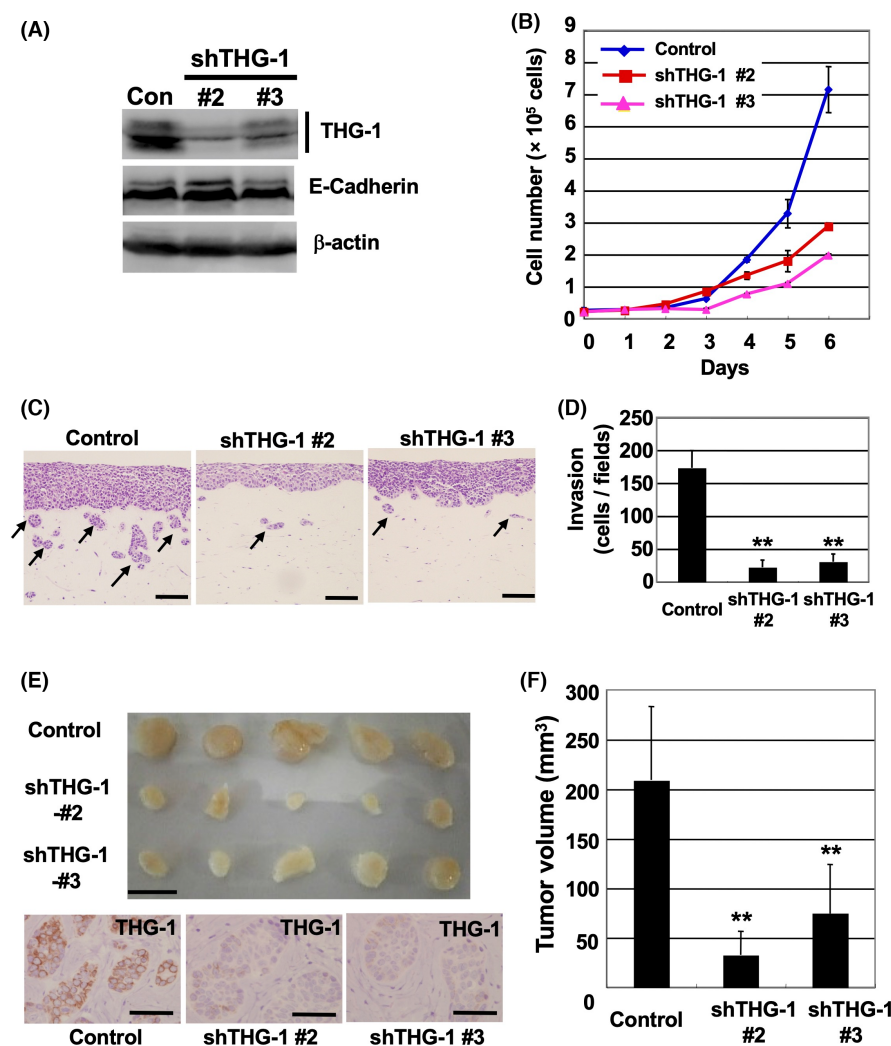 (A)
shTHG-1
Con #2 #3
THG-1
E-Cadherin
β-actin
(B)
Cell number (× 10⁵ cells)
9
8
7
6
5
4
3
2
1
0
Control
shTHG-1 #2
shTHG-1 #3
0 1 2 3 4 5 6
Days
(C)
Control shTHG-1 #2 shTHG-1 #3
(D)
Invasion
(cells / fields)
250
200
150
100
50
0
** **
Control shTHG-1 shTHG-1
#2 #3
(E)
Control
shTHG-1
-#2
shTHG-1
-#3
THG-1 THG-1 THG-1
Control shTHG-1 #2 shTHG-1 #3
(F)
Tumor volume (mm³)
300
250
200
150
100
50
0
**
**
Control shTHG-1 shTHG-1
#2 #3